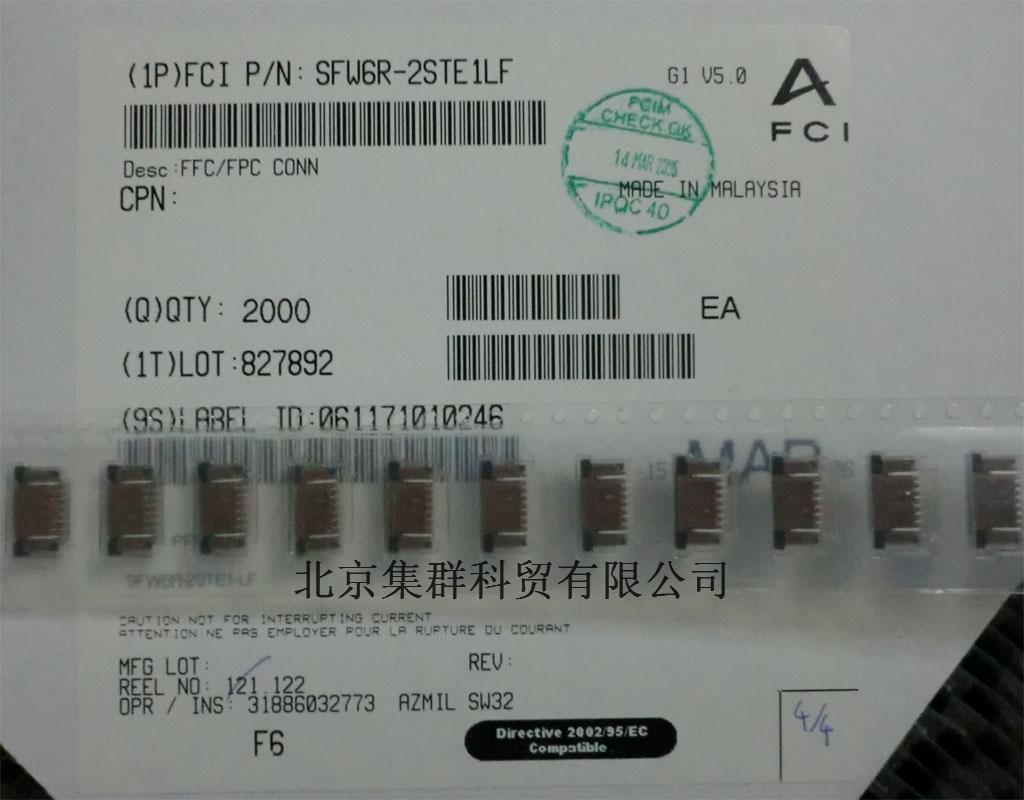 (1P)FCI P/N: SFW6R-2STE1LF
G1 V5.0
FCI
FCIM
CHECK OK
14 MAR
IPQC 40
Desc:FFC/FPC CONN
MADE IN MALAYSIA
CPN:
(Q)QTY: 2000
EA
(1T)LOT:827892
(9S)LABEL ID:061171010246
15 MAR
SFW6R-2STE1LF
北京集群科贸有限公司
CAUTION NOT FOR INTERRUPTING CURRENT
ATTENTION NE PAS EMPLOYER POUR LA RUPTURE DU COURANT
MFG LOT:
REV:
REEL NO: 121.122
OPR / INS: 31886032773 AZMIL SW32
F6
Directive 2002/95/EC
Compatible
4/4